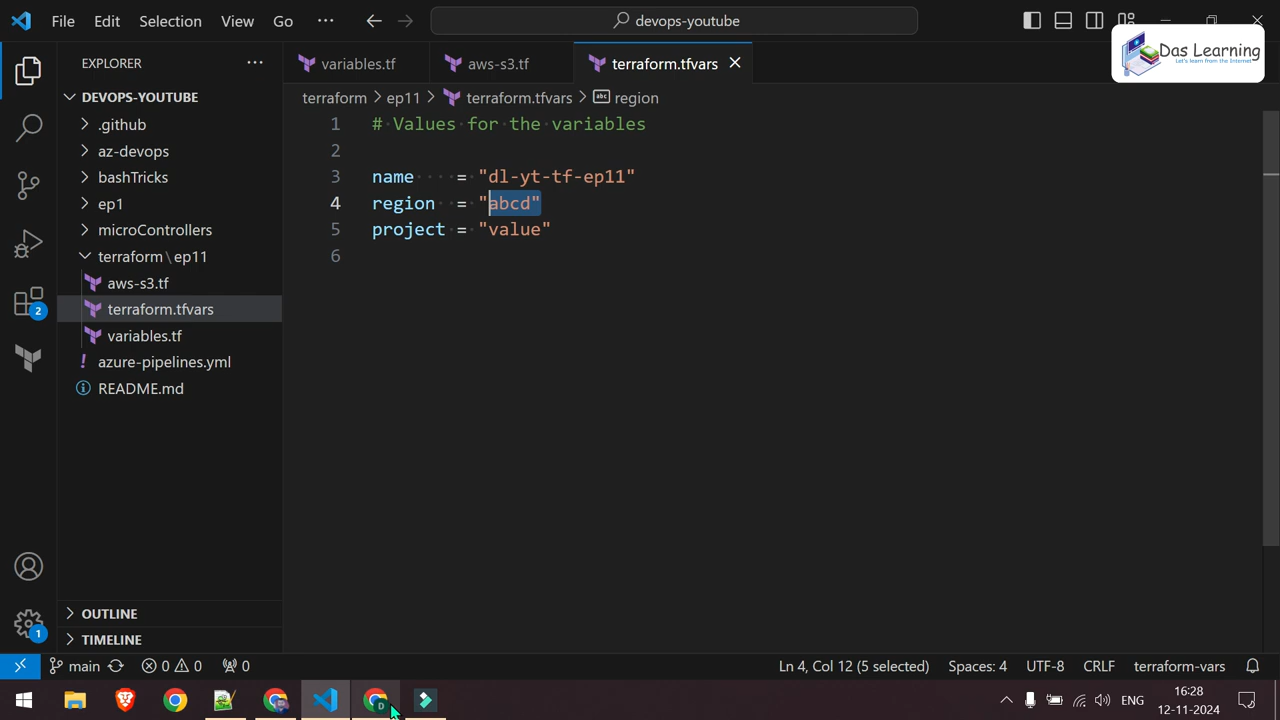 File Edit Selection View Go ··· devops-youtube
Das Learning
Let's learn from the Internet
EXPLORER ···
DEVOPS-YOUTUBE
.github
az-devops
bashTricks
ep1
microControllers
terraform\ep11
aws-s3.tf
terraform.tfvars
variables.tf
azure-pipelines.yml
README.md
OUTLINE
TIMELINE
variables.tf aws-s3.tf terraform.tfvars
terraform > ep11 > terraform.tfvars > abc region
1 # Values for the variables
2
3 name = "dl-yt-tf-ep11"
4 region = "abcd"
5 project = "value"
6
2
1
main 0 0 0 Ln 4, Col 12 (5 selected) Spaces: 4 UTF-8 CRLF terraform-vars
D
ENG
16:28
12-11-2024